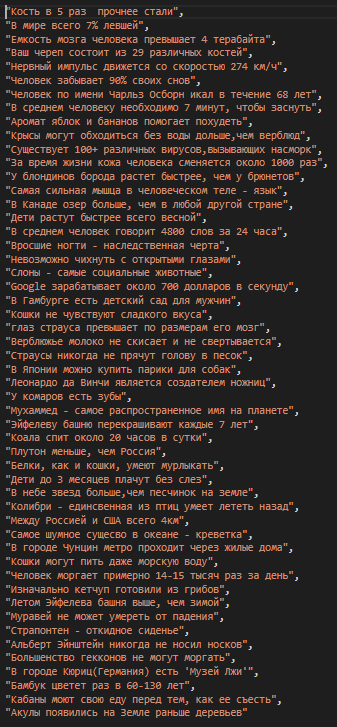 "Кость в 5 раз  прочнее стали",
"В мире всего 7% левшей",
"Емкость мозга человека превышает 4 терабайта",
"Ваш череп состоит из 29 различных костей",
"Нервный импульс движется со скоростью 274 км/ч",
"Человек забывает 90% своих снов",
"Человек по имени Чарльз Осборн икал в течение 68 лет",
"В среднем человеку необходимо 7 минут, чтобы заснуть",
"Аромат яблок и бананов помогает похудеть",
"Крысы могут обходиться без воды дольше,чем верблюд",
"Существует 100+ различных вирусов,вызывающих насморк",
"За время жизни кожа человека сменяется около 1000 раз",
"У блондинов борода растет быстрее, чем у брюнетов",
"Самая сильная мышца в человеческом теле - язык",
"В Канаде озер больше, чем в любой другой стране",
"Дети растут быстрее всего весной",
"В среднем человек говорит 4800 слов за 24 часа",
"Вросшие ногти - наследственная черта",
"Невозможно чихнуть с открытыми глазами",
"Слоны - самые социальные животные",
"Google зарабатывает около 700 долларов в секунду",
"В Гамбурге есть детский сад для мужчин",
"Кошки не чувствуют сладкого вкуса",
"глаз страуса превышает по размерам его мозг",
"Верблюжье молоко не скисает и не свертывается",
"Страусы никогда не прячут голову в песок",
"В Японии можно купить парики для собак",
"Леонардо да Винчи является создателем ножниц",
"У комаров есть зубы",
"Мухаммед - самое распространенное имя на планете",
"Эйфелеву башню перекрашивают каждые 7 лет",
"Коала спит около 20 часов в сутки",
"Плутон меньше, чем Россия",
"Белки, как и кошки, умеют мурлыкать",
"Дети до 3 месяцев плачут без слез",
"В небе звезд больше,чем песчинок на земле",
"Колибри - единсвенная из птиц умеет лететь назад",
"Между Россией и США всего 4км",
"Самое шумное сущесво в океане - креветка",
"В городе Чунцин метро проходит через жилые дома",
"Кошки могут пить даже морскую воду",
"Человек моргает примерно 14-15 тысяч раз за день",
"Изначально кетчуп готовили из грибов",
"Летом Эйфелева башня выше, чем зимой",
"Муравей не может умереть от падения",
"Страпонтен - откидное сиденье",
"Альберт Эйнштейн никогда не носил носков",
"Большенство гекконов не могут моргать",
"В городе Кюриц(Германия) есть 'Музей Лжи'",
"Бамбук цветет раз в 60-130 лет",
"Кабаны моют свою еду перед тем, как ее съесть",
"Акулы появились на Земле раньше деревьев"